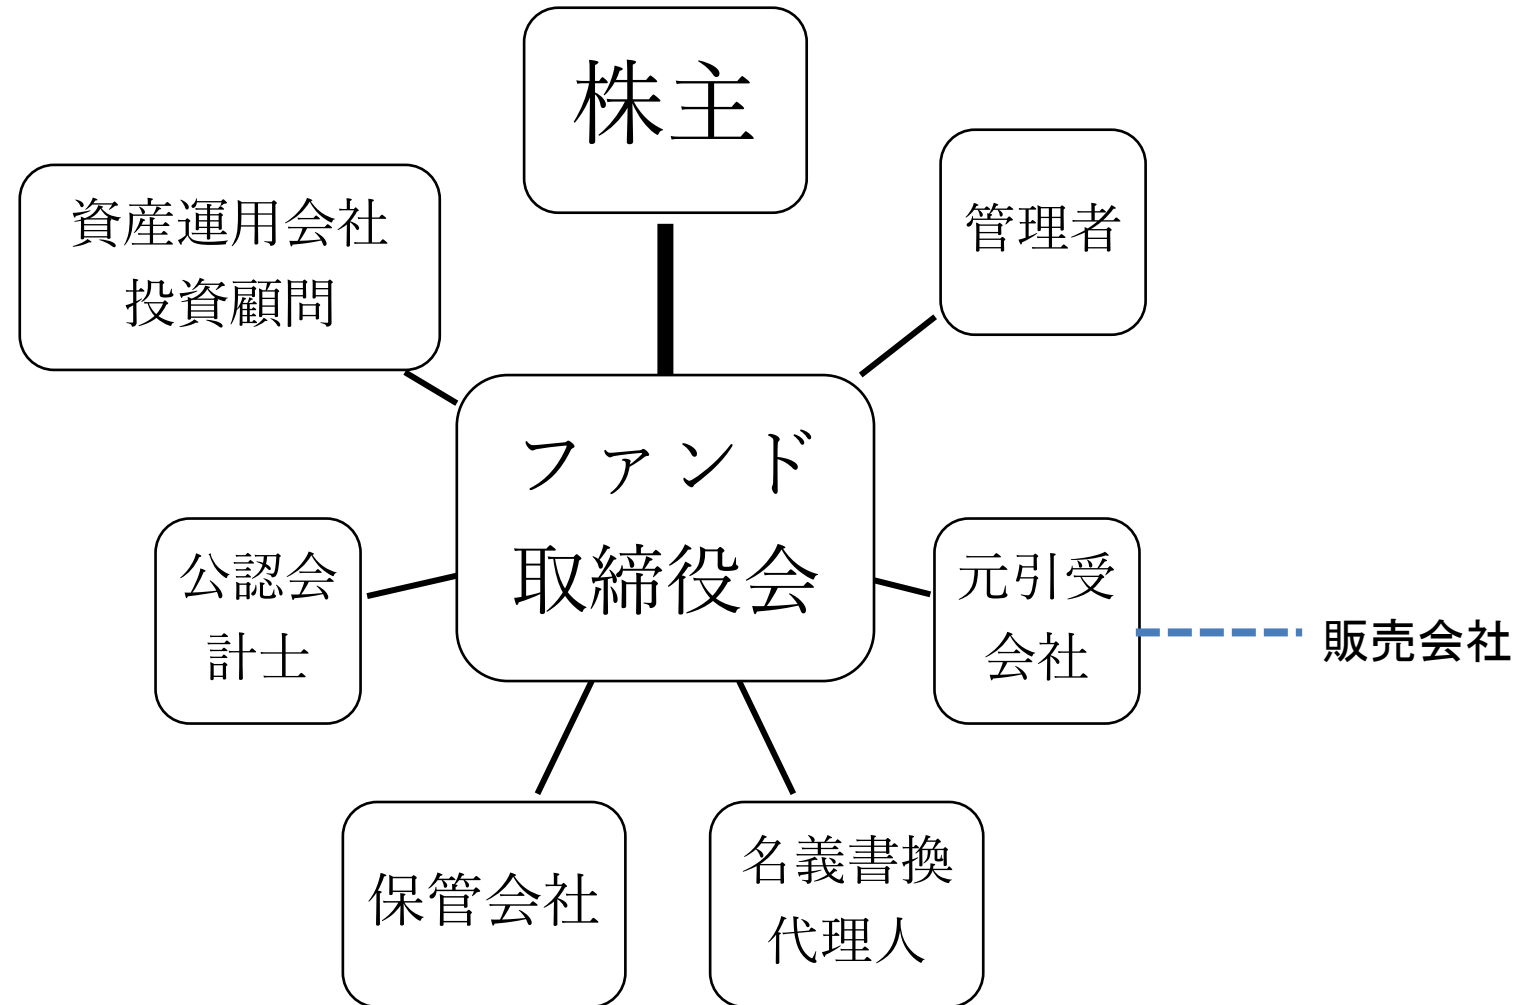 株主
資産運用会社
投資顧問
管理者
ファンド
取締役会
公認会
計士
元引受
会社
販売会社
保管会社
名義書換
代理人